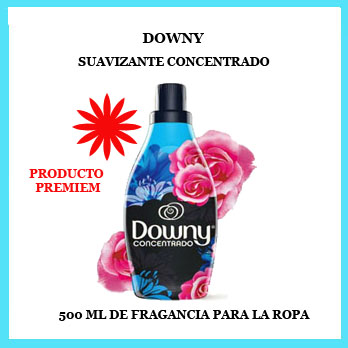 DOWNY
SUAVIZANTE CONCENTRADO
PRODUCTO
PREMIEM
Downy
CONCENTRADO
500 ML DE FRAGANCIA PARA LA ROPA